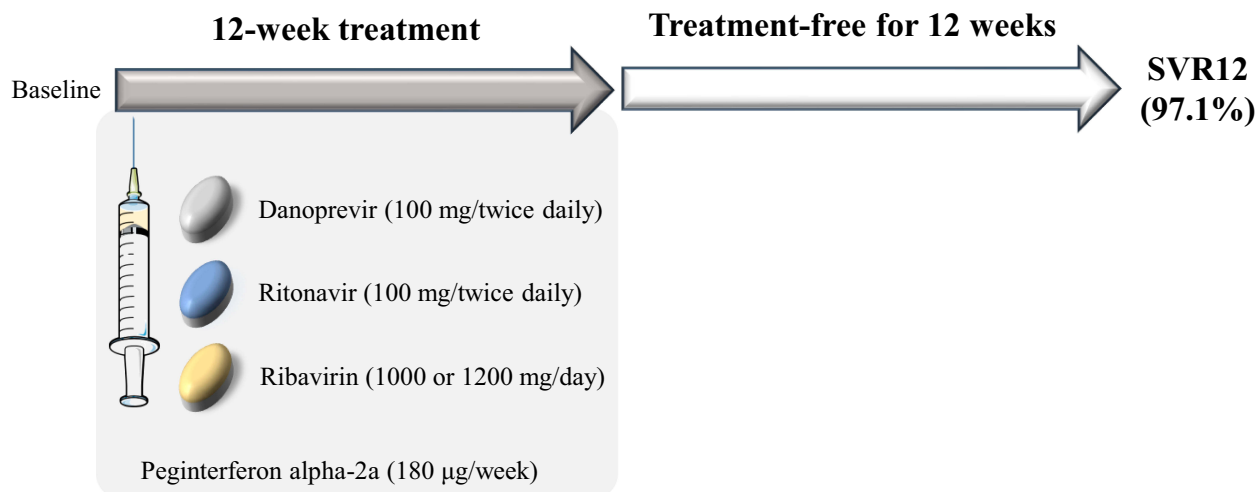 12-week treatment
Treatment-free for 12 weeks
Baseline
SVR12
(97.1%)
Danoprevir (100 mg/twice daily)
Ritonavir (100 mg/twice daily)
Ribavirin (1000 or 1200 mg/day)
Peginterferon alpha-2a (180 μg/week)